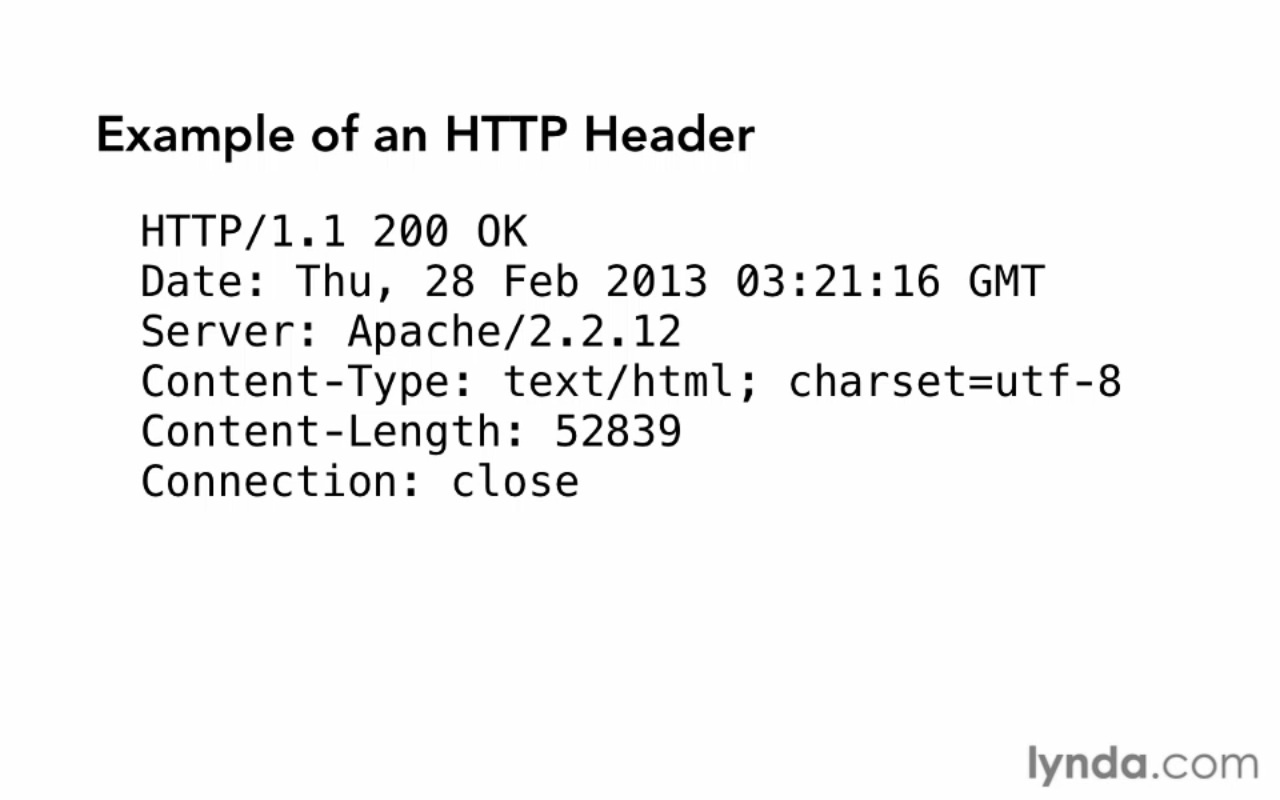 Example of an HTTP Header
HTTP/1.1 200 OK
Date: Thu, 28 Feb 2013 03:21:16 GMT
Server: Apache/2.2.12
Content-Type: text/html; charset=utf-8
Content-Length: 52839
Connection: close
lynda.com